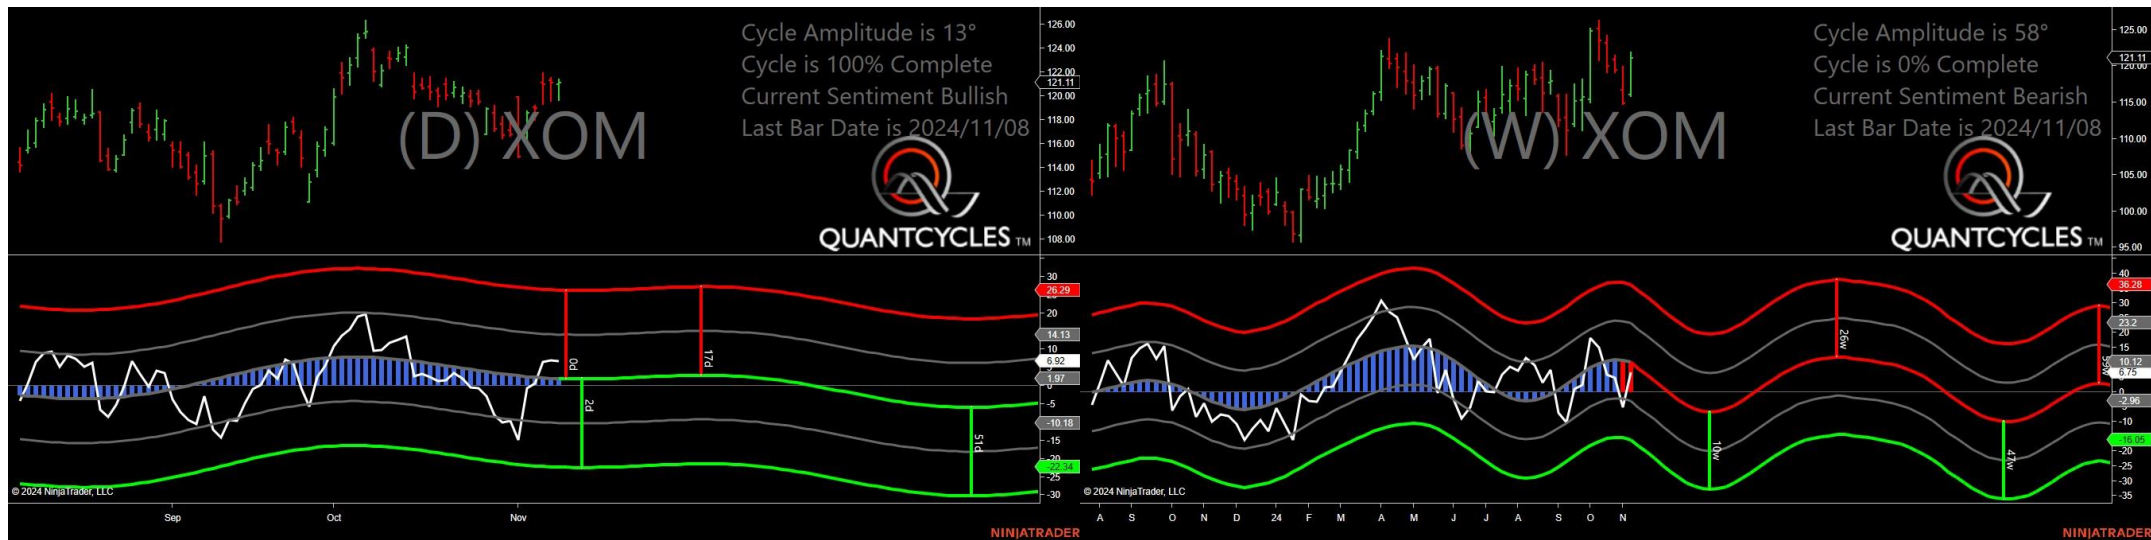 Cycle Amplitude is 13°
Cycle is 100% Complete
Current Sentiment Bullish
Last Bar Date is 2024/11/08
(D) XOM
QUANTCYCLES TM
126.00
124.00
122.00
121.11
120.00
118.00
116.00
114.00
112.00
110.00
108.00
30
26.29
20
14.13
10
6.92
1.97
-5
-10.18
-15
-22.34
-25
-30
0d
2d
17d
51d
© 2024 NinjaTrader, LLC
Sep Oct Nov
NINJATRADER
Cycle Amplitude is 58°
Cycle is 0% Complete
Current Sentiment Bearish
Last Bar Date is 2024/11/08
(W) XOM
QUANTCYCLES TM
125.00
121.11
120.00
115.00
110.00
105.00
100.00
95.00
40
36.28
30
23.2
15
10.12
6.75
0
-2.96
-10
-16.05
-20
-25
-30
-35
10w
26w
47w
59w
© 2024 NinjaTrader, LLC
A S O N D 24 F M A M J J A S O N
NINJATRADER